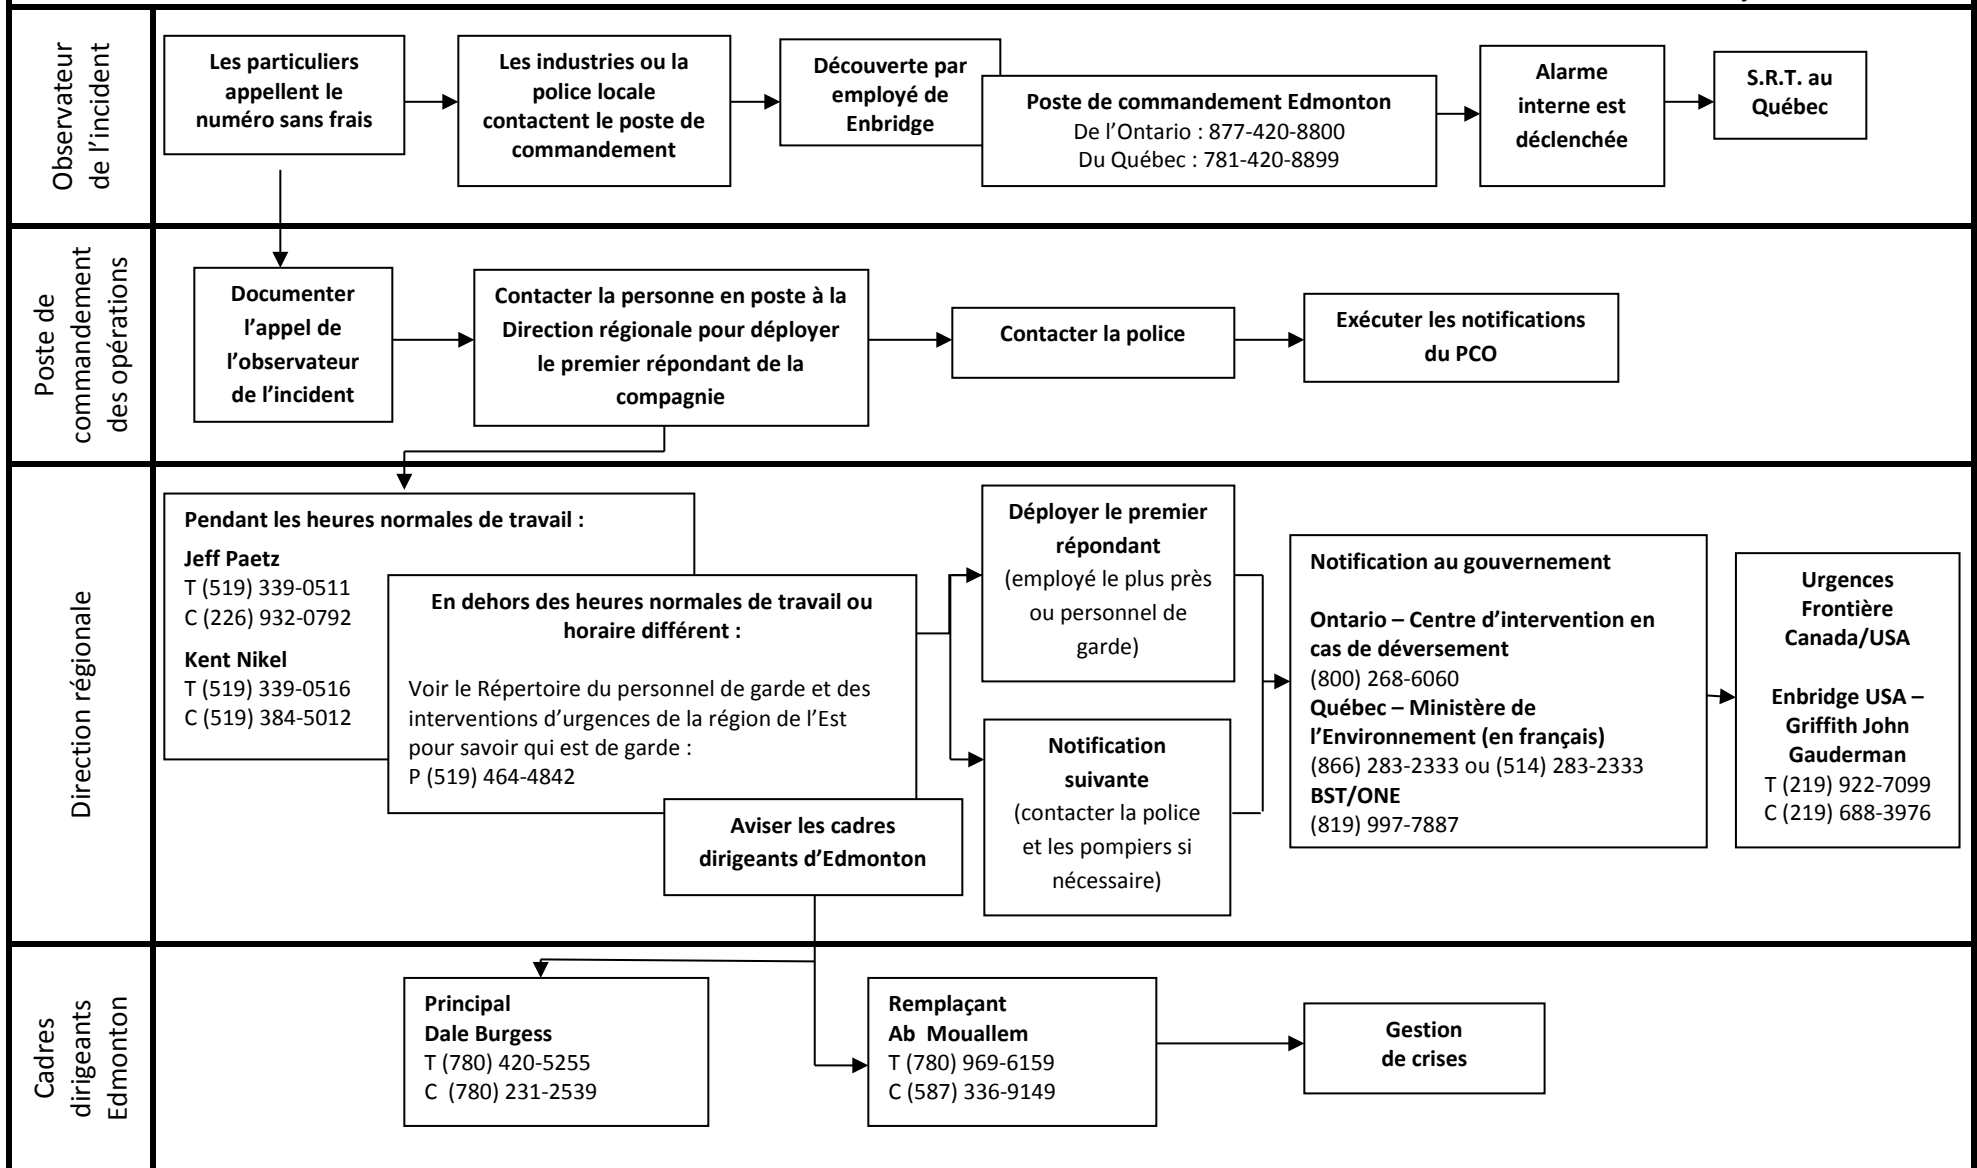 Observateur
de l'incident
Les particuliers
appellent le
numéro sans frais
Les industries ou la
police locale
contactent le poste de
commandement
Découverte par
employé de
Enbridge
Poste de commandement Edmonton
De l'Ontario : 877-420-8800
Du Québec : 781-420-8899
Alarme
interne est
déclenchée
S.R.T. au
Québec
Poste de
commandement
des opérations
Documenter
l'appel de
l'observateur
de l'incident
Contacter la personne en poste à la
Direction régionale pour déployer
le premier répondant de la
compagnie
Contacter la police
Exécuter les notifications
du PCO
Direction régionale
Pendant les heures normales de travail :
Jeff Paetz
T (519) 339-0511
C (226) 932-0792
Kent Nikel
T (519) 339-0516
C (519) 384-5012
En dehors des heures normales de travail ou
horaire différent :
Voir le Répertoire du personnel de garde et des
interventions d'urgences de la région de l'Est
pour savoir qui est de garde :
P (519) 464-4842
Aviser les cadres
dirigeants d'Edmonton
Déployer le premier
répondant
(employé le plus près
ou personnel de
garde)
Notification
suivante
(contacter la police
et les pompiers si
nécessaire)
Notification au gouvernement
Ontario – Centre d'intervention en
cas de déversement
(800) 268-6060
Québec – Ministère de
l'Environnement (en français)
(866) 283-2333 ou (514) 283-2333
BST/ONE
(819) 997-7887
Urgences
Frontière
Canada/USA
Enbridge USA –
Griffith John
Gauderman
T (219) 922-7099
C (219) 688-3976
Cadres
dirigeants
Edmonton
Principal
Dale Burgess
T (780) 420-5255
C (780) 231-2539
Remplaçant
Ab Mouallem
T (780) 969-6159
C (587) 336-9149
Gestion
de crises